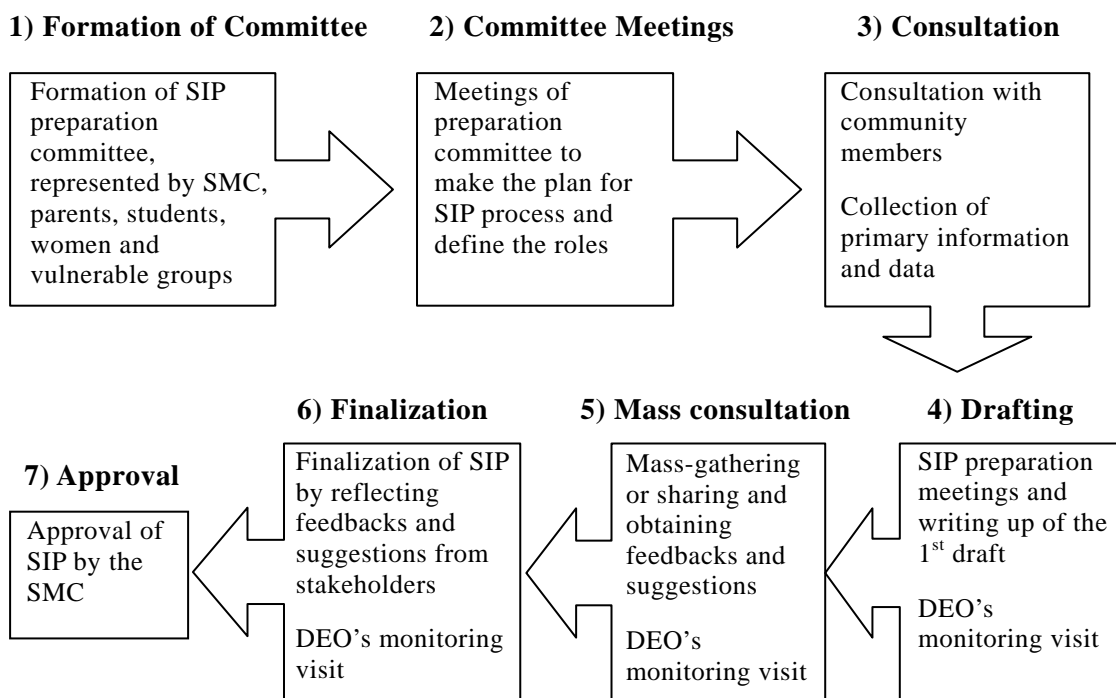 1) Formation of Committee
Formation of SIP
preparation
committee,
represented by SMC,
parents, students,
women and
vulnerable groups
2) Committee Meetings
Meetings of
preparation
committee to
make the plan for
SIP process and
define the roles
3) Consultation
Consultation with
community
members
Collection of
primary information
and data
4) Drafting
SIP preparation
meetings and
writing up of the
1st draft
DEO's
monitoring visit
5) Mass consultation
Mass-gathering
or sharing and
obtaining
feedbacks and
suggestions
DEO's
monitoring visit
6) Finalization
Finalization of SIP
by reflecting
feedbacks and
suggestions from
stakeholders
DEO's monitoring
visit
7) Approval
Approval of
SIP by the
SMC